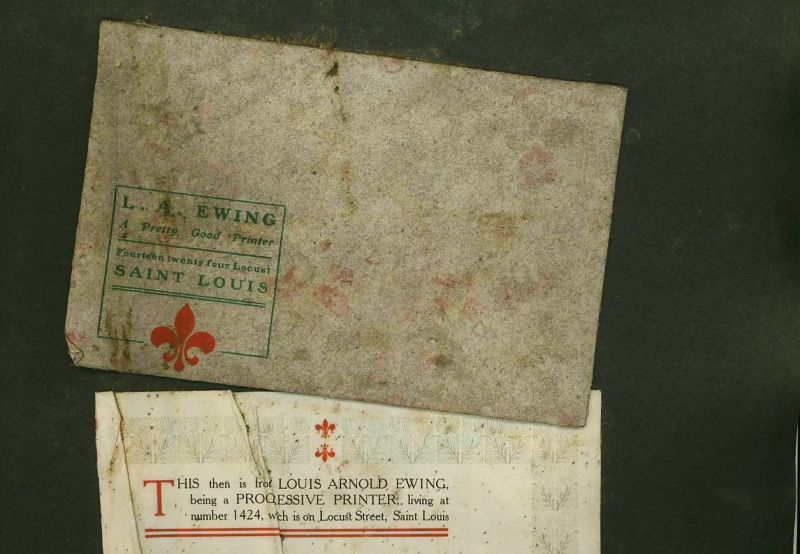 L. A. EWING
A Pretty Good Printer
Fourteen twenty four Locust
SAINT LOUIS
THIS then is fro LOUIS ARNOLD EWING,
being a PROGESSIVE PRINTER, living at
number 1424, wch is on Locust Street, Saint Louis